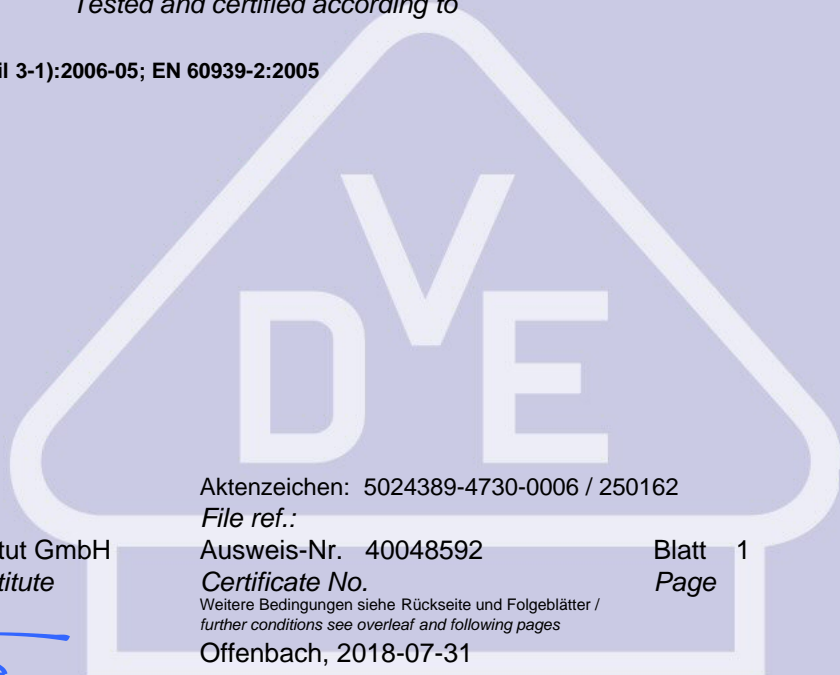 Tested and certified according to
il 3-1):2006-05; EN 60939-2:2005
DVE
Aktenzeichen: 5024389-4730-0006 / 250162
File ref.:
tut GmbH Ausweis-Nr. 40048592 Blatt 1
titute Certificate No. Page
Weitere Bedingungen siehe Rückseite und Folgeblätter /
further conditions see overleaf and following pages
Offenbach, 2018-07-31